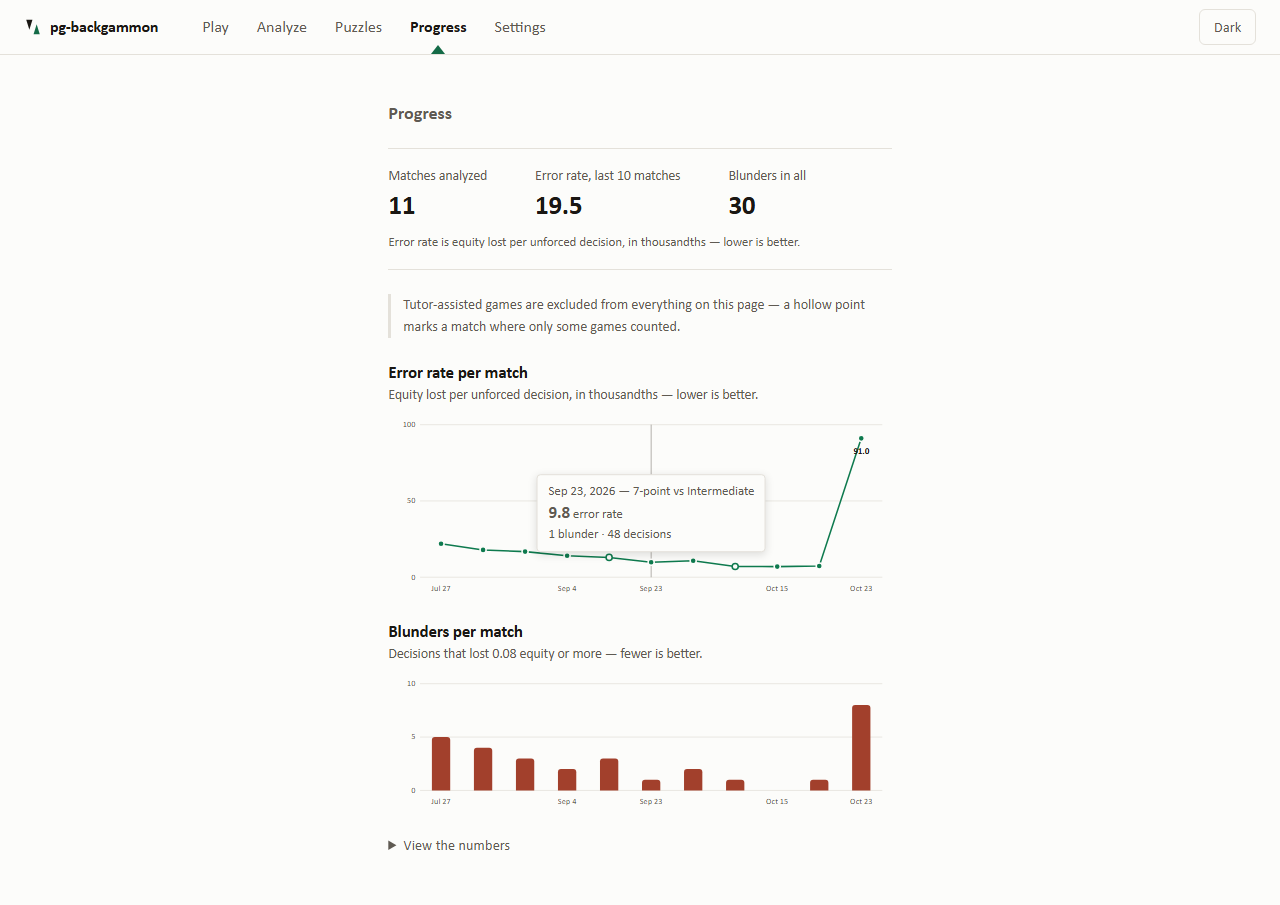 pg-backgammon Play Analyze Puzzles Progress Settings Dark
Progress
Matches analyzed Error rate, last 10 matches Blunders in all
11 19.5 30
Error rate is equity lost per unforced decision, in thousandths — lower is better.
Tutor-assisted games are excluded from everything on this page — a hollow point
marks a match where only some games counted.
Error rate per match
Equity lost per unforced decision, in thousandths — lower is better.
100
91.0
Sep 23, 2026 — 7-point vs Intermediate
50
9.8 error rate
1 blunder · 48 decisions
0
Jul 27 Sep 4 Sep 23 Oct 15 Oct 23
Blunders per match
Decisions that lost 0.08 equity or more — fewer is better.
10
5
0
Jul 27 Sep 4 Sep 23 Oct 15 Oct 23
View the numbers